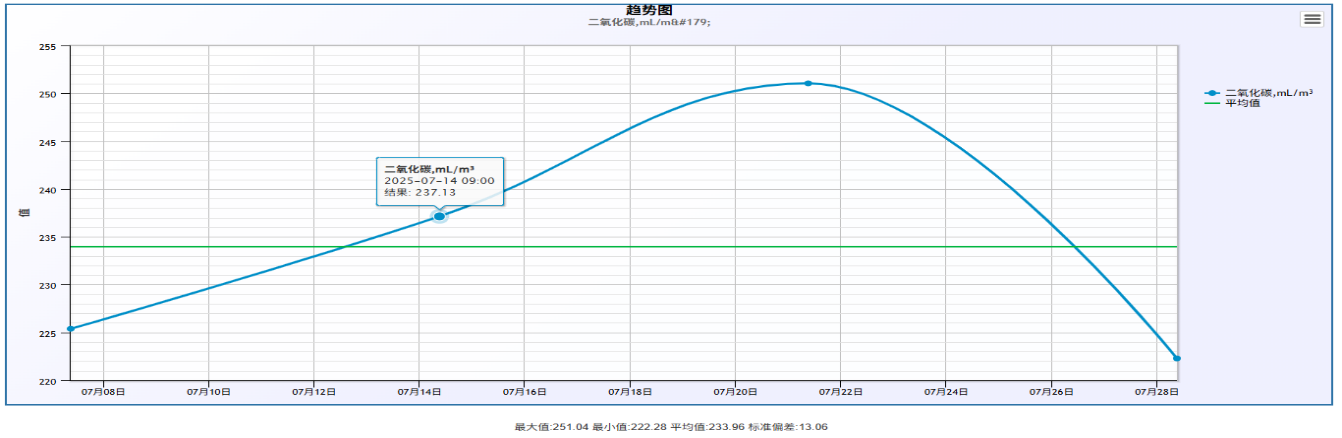 趋势图
二氧化碳,mL/m&#179;
255
250
245
240
235
230
225
220
值
二氧化碳,mL/m³
2025-07-14 09:00
结果: 237.13
07月08日 07月10日 07月12日 07月14日 07月16日 07月18日 07月20日 07月22日 07月24日 07月26日 07月28日
二氧化碳,mL/m³
平均值
最大值:251.04 最小值:222.28 平均值:233.96 标准偏差:13.06